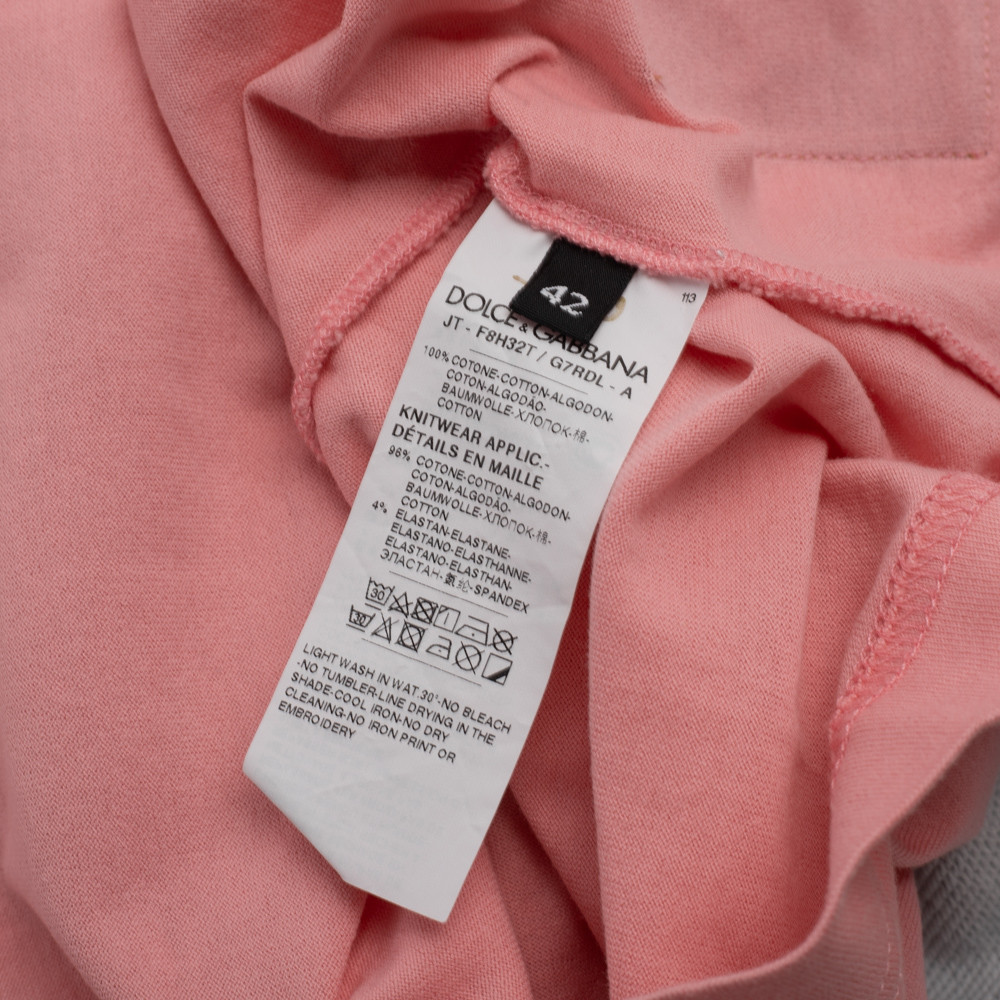 42
113
DOLCE & GABBANA
JT - F8H32T / G7RDL - A
100% COTONE-COTTON-ALGODON-
COTON-ALGODÃO-
BAUMWOLLE-ХЛОПОК-棉-
COTTON
KNITWEAR APPLIC.-
DÉTAILS EN MAILLE
96% COTONE-COTTON-ALGODON-
COTON-ALGODÃO-
BAUMWOLLE-ХЛОПОК-棉-
COTTON
4% ELASTAN-ELASTANE-
ELASTANO-ELASTHANNE-
ELASTANO-ELASTHAN-
ЭЛАСТАН-氨纶-SPANDEX
30
30
LIGHT WASH IN WAT.30°-NO BLEACH
-NO TUMBLER-LINE DRYING IN THE
SHADE-COOL IRON-NO DRY
CLEANING-NO IRON PRINT OR
EMBROIDERY